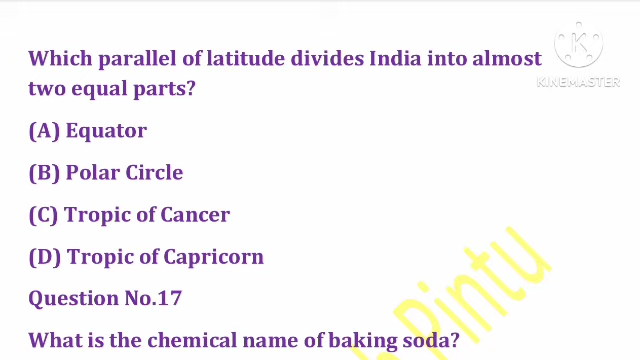 Which parallel of latitude divides India into almost
two equal parts?
(A) Equator
(B) Polar Circle
(C) Tropic of Cancer
(D) Tropic of Capricorn
Question No.17
What is the chemical name of baking soda?
K
KINEMASTER
Pintu